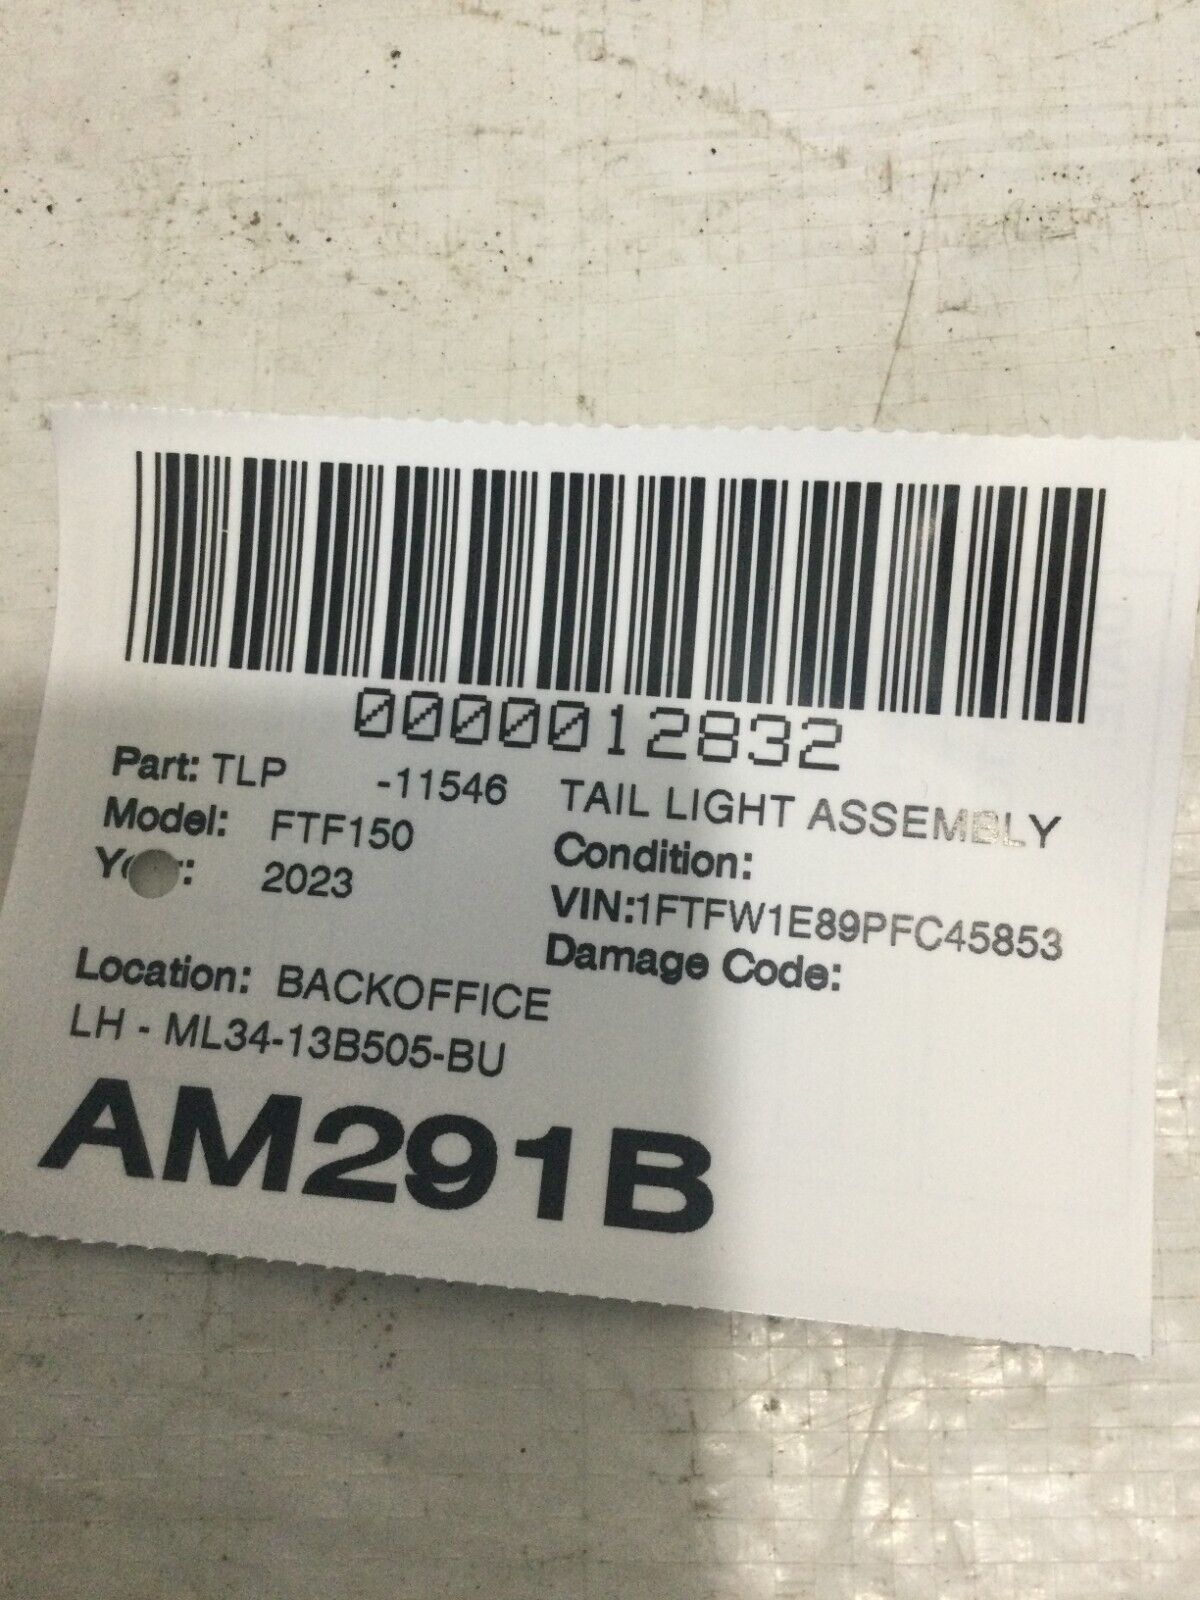 0000012832
Part: TLP -11546 TAIL LIGHT ASSEMBLY
Model: FTF150 Condition:
2023 VIN:1FTFW1E89PFC45853
Damage Code:
Location: BACKOFFICE
LH - ML34-13B505-BU
AM291B